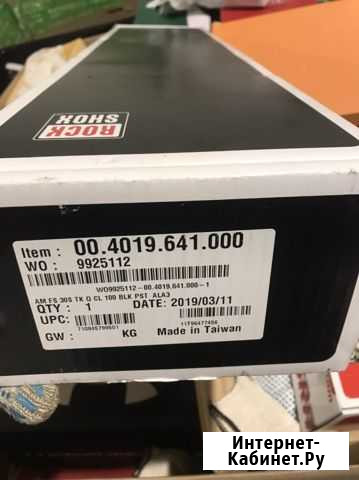 ROCK
SHOX
Item : 00.4019.641.000
WO : 9925112
WO9925112-00.4019.641.000-1
AM FS 30S TK Q CL 100 BLK PST ALA3
QTY : 1 DATE: 2019/03/11
UPC:
710845799601 11T96477456
GW : KG Made in Taiwan
Интернет-
Кабинет.Ру